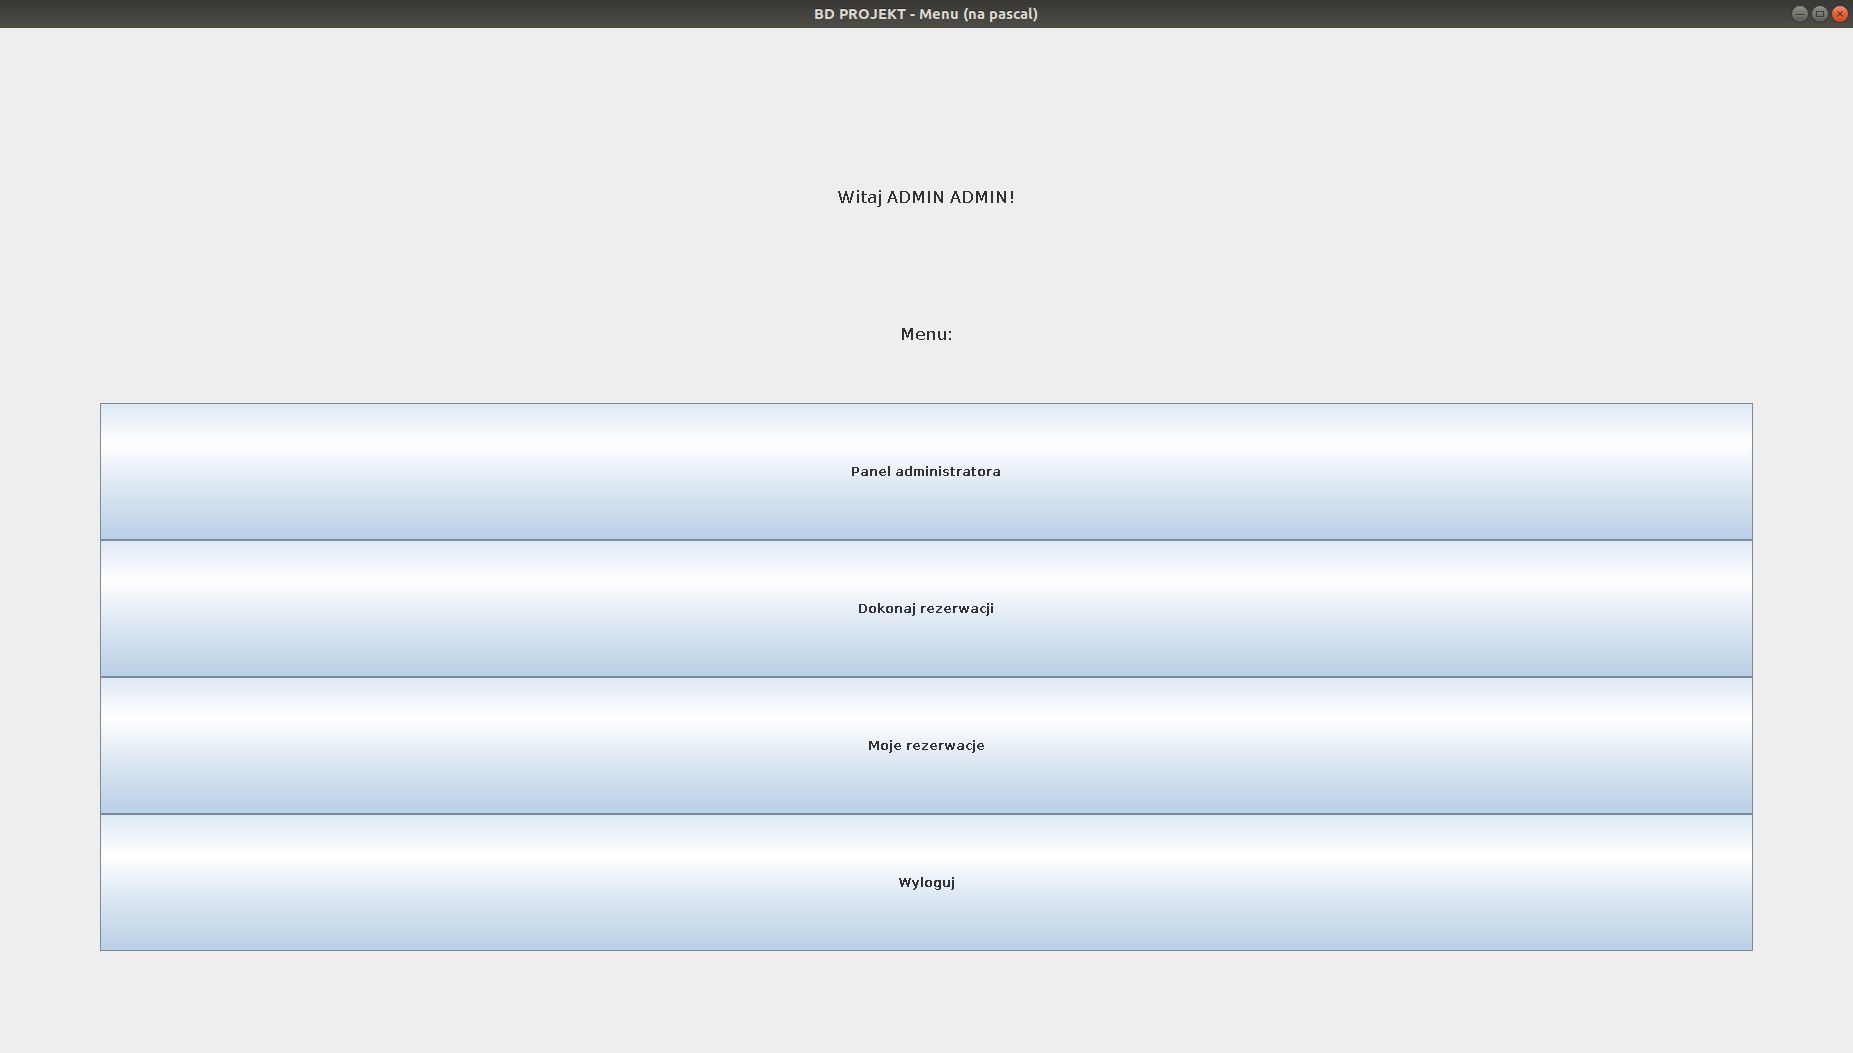 BD PROJEKT - Menu (na pascal)
Witaj ADMIN ADMIN!
Menu:
Panel administratora
Dokonaj rezerwacji
Moje rezerwacje
Wyloguj